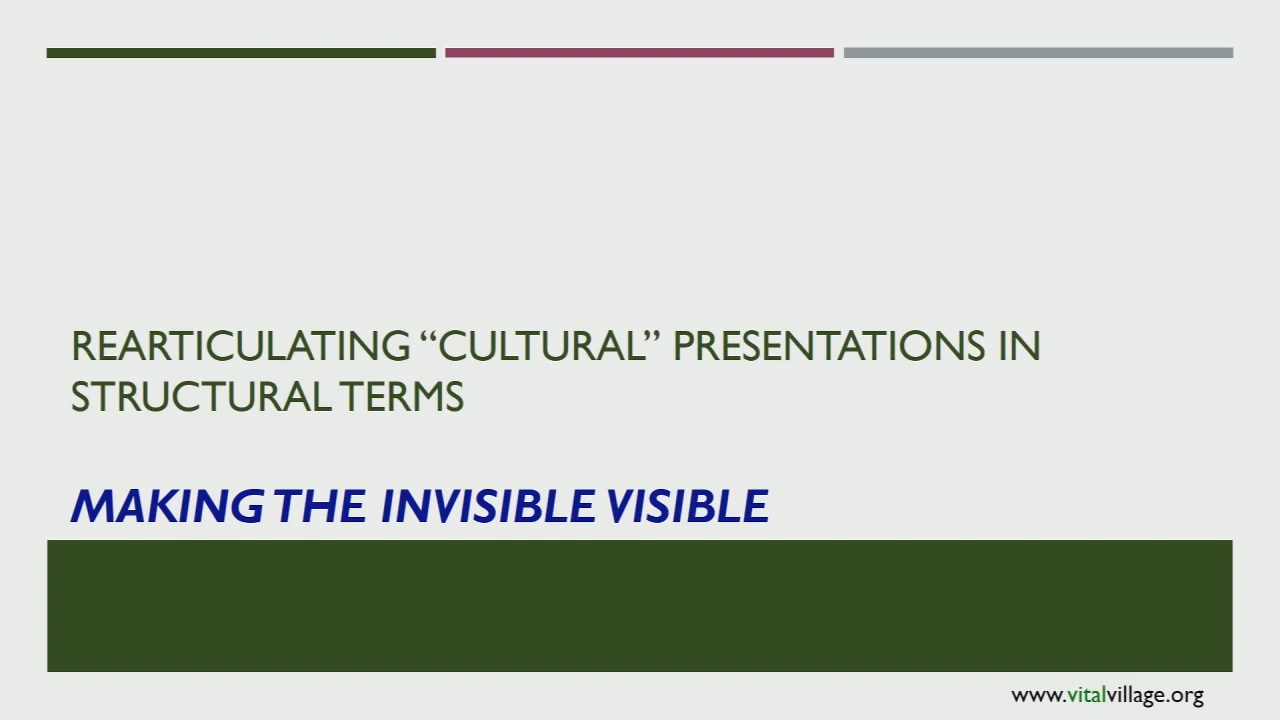 REARTICULATING “CULTURAL” PRESENTATIONS IN
STRUCTURAL TERMS
MAKING THE INVISIBLE VISIBLE
www.vitalvillage.org